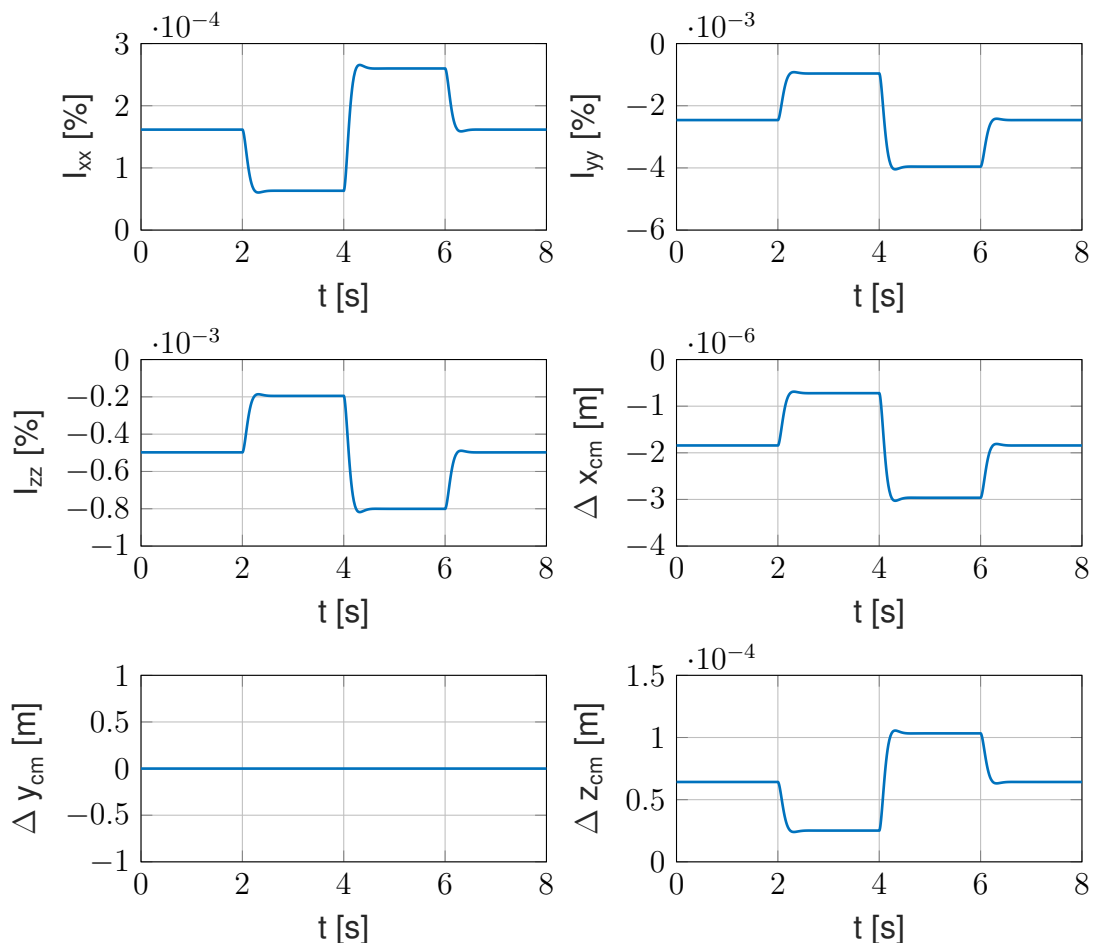 ·10⁻⁴
3
2
1
0
I_xx [%]
0 2 4 6 8
t [s]
·10⁻³
0
−2
−4
−6
I_yy [%]
0 2 4 6 8
t [s]
·10⁻³
0
−0.2
−0.4
−0.6
−0.8
−1
I_zz [%]
0 2 4 6 8
t [s]
·10⁻⁶
0
−1
−2
−3
−4
Δ x_cm [m]
0 2 4 6 8
t [s]
1
0.5
0
−0.5
−1
Δ y_cm [m]
0 2 4 6 8
t [s]
·10⁻⁴
1.5
1
0.5
0
Δ z_cm [m]
0 2 4 6 8
t [s]